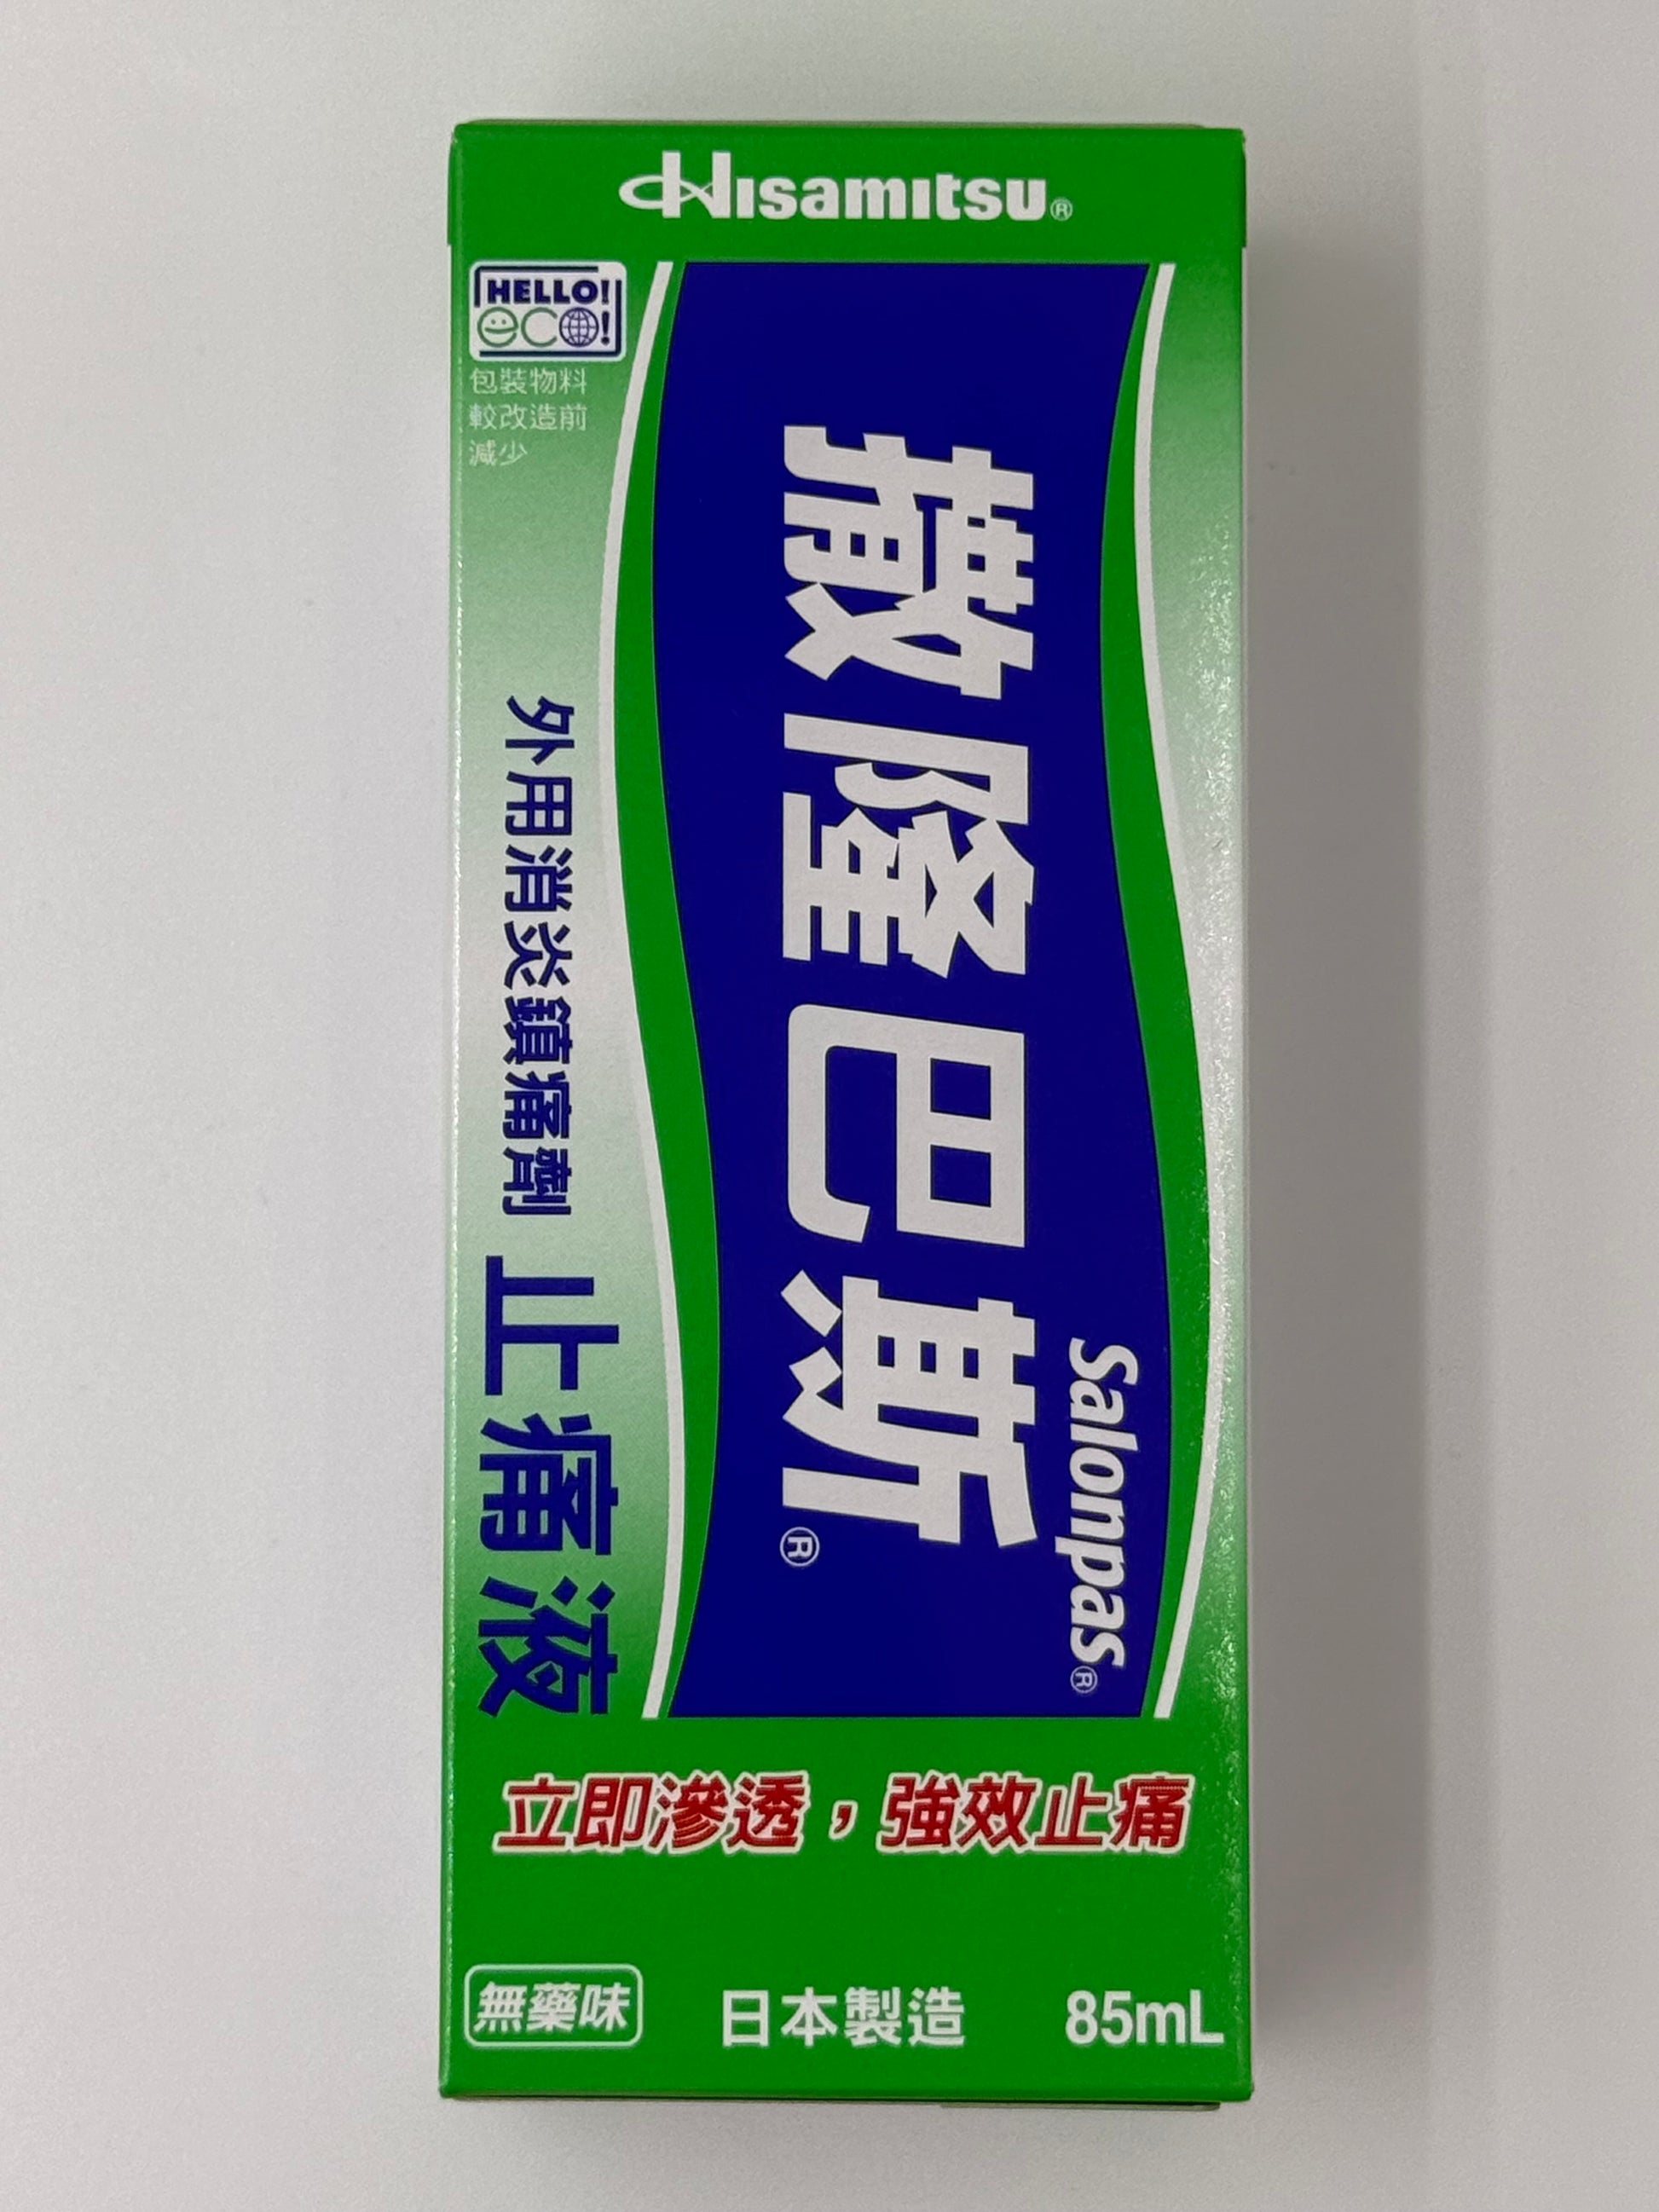 Hisamitsu®
HELLO!
eco!
包裝物料
較改造前
減少
Salonpas®
撒隆巴斯®
外用消炎鎮痛劑 止痛液
立即滲透，強效止痛
無藥味 日本製造 85mL